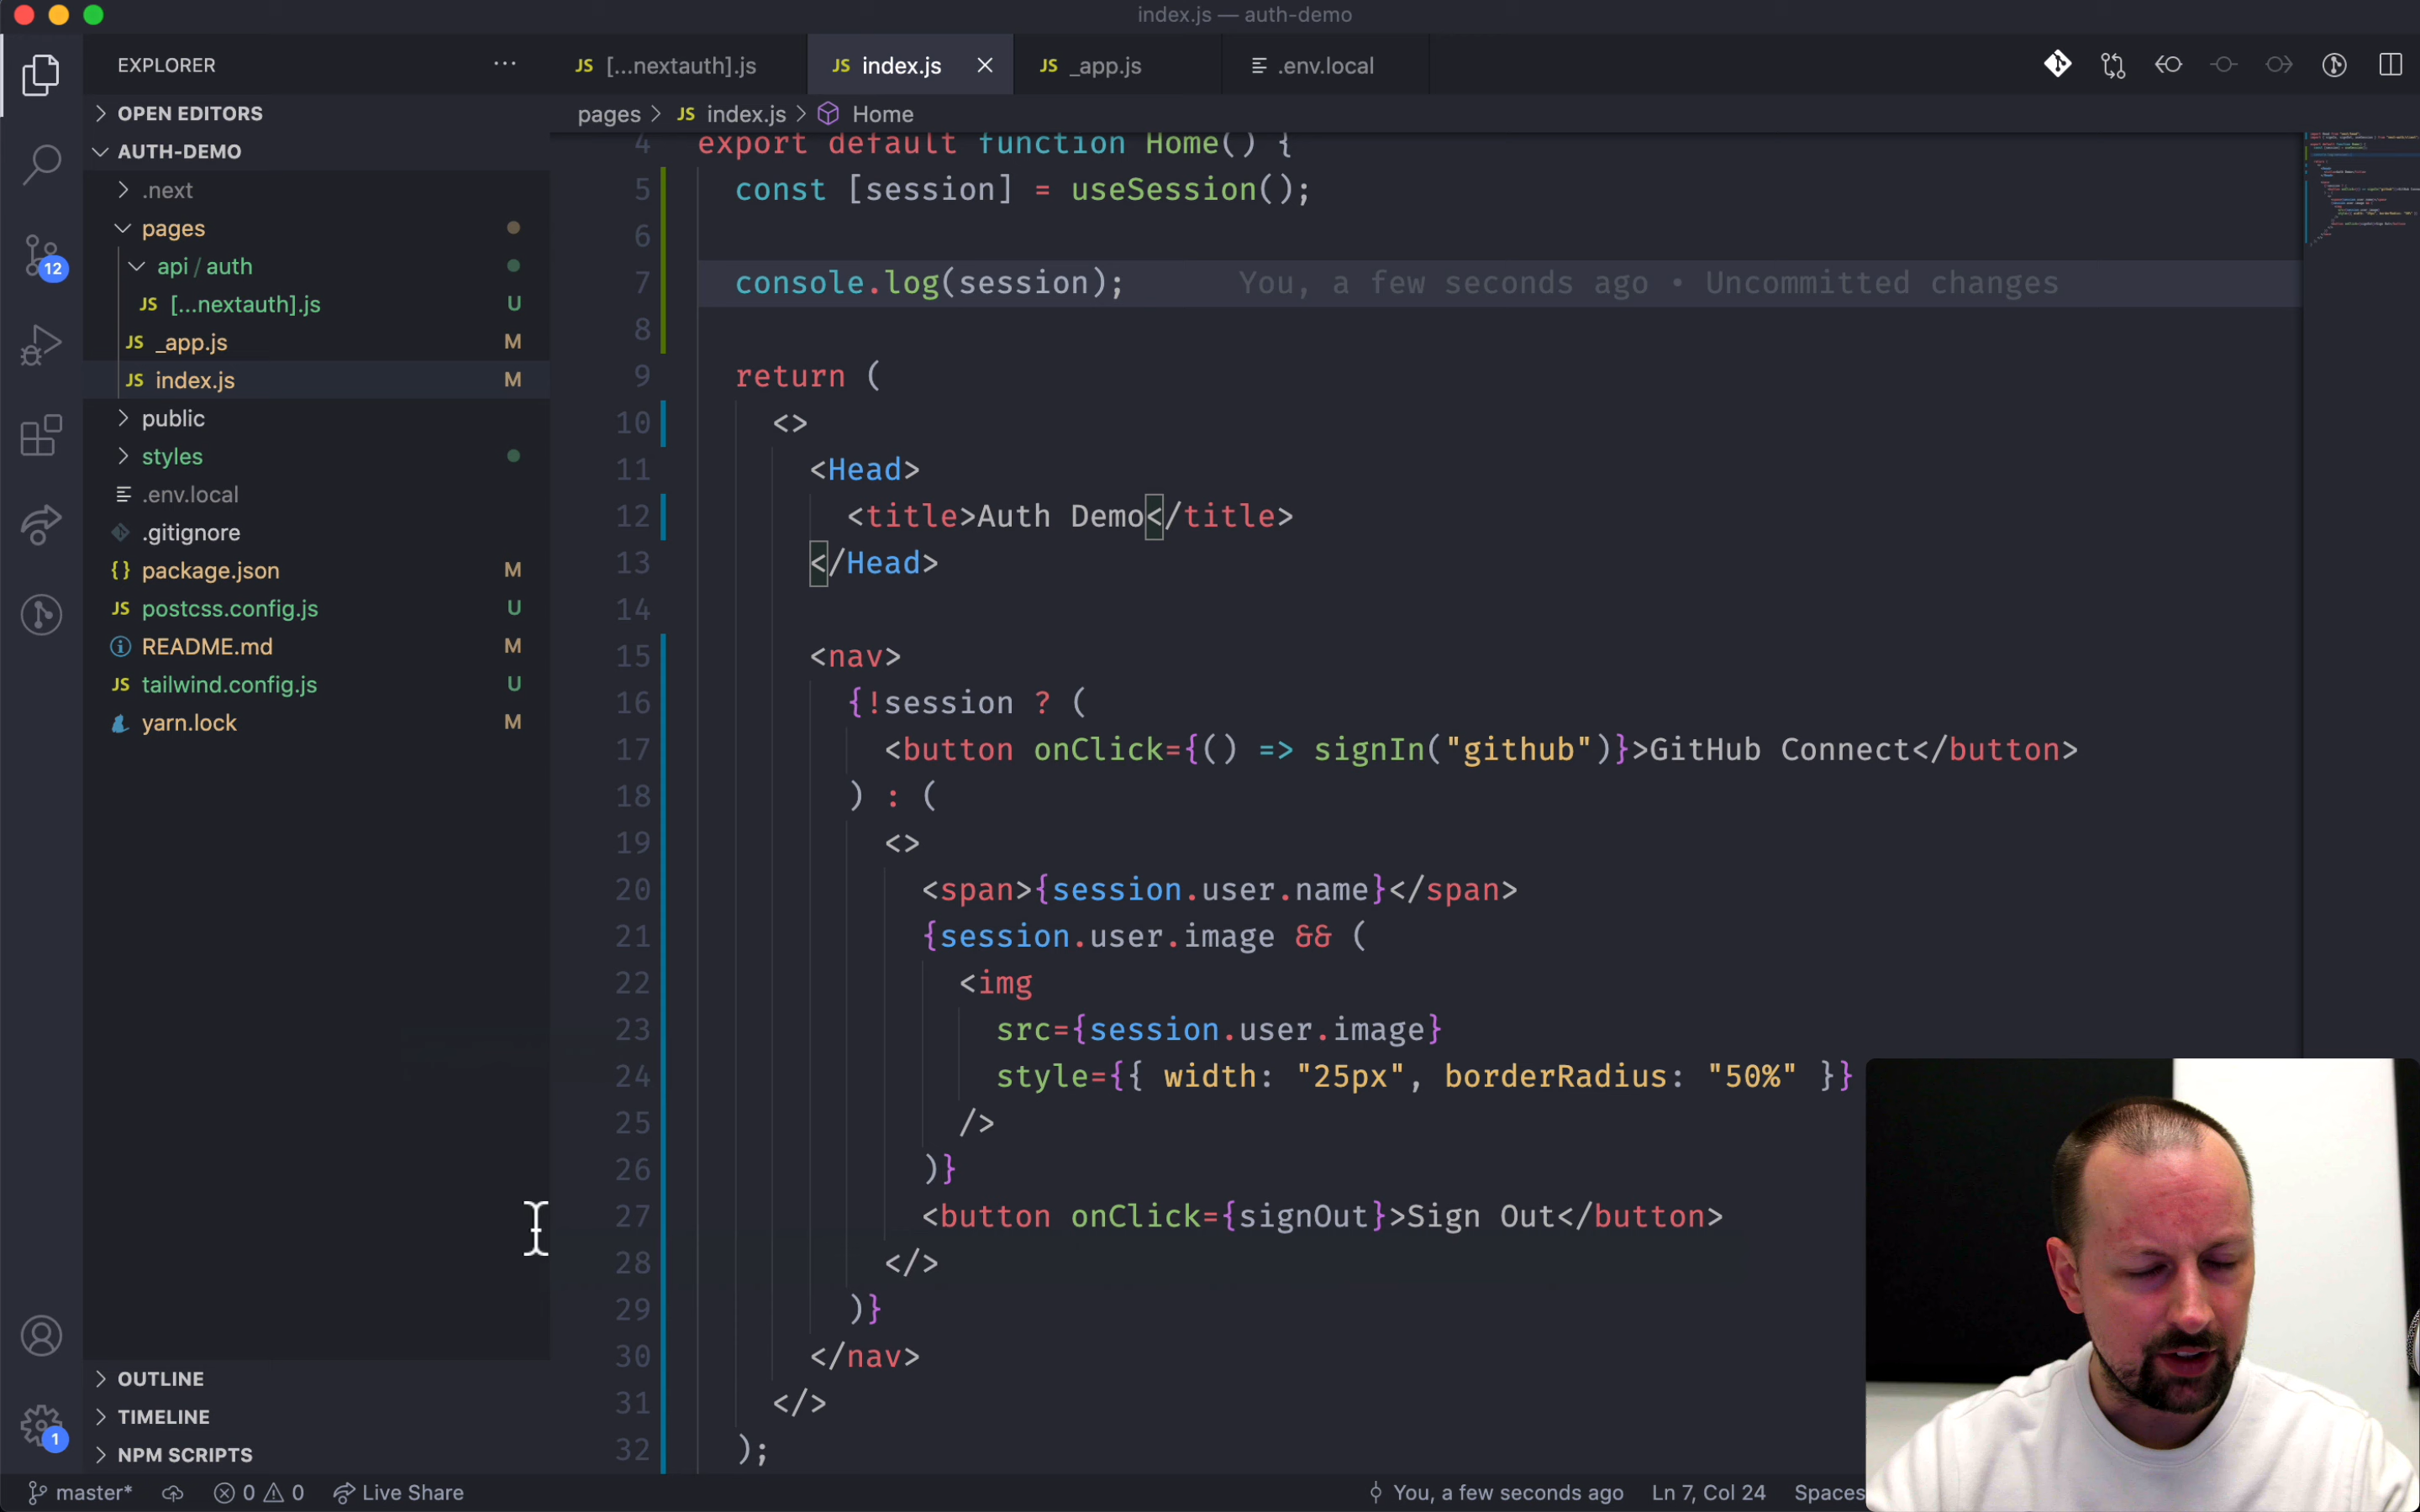 index.js — auth-demo
EXPLORER
[...nextauth].js
index.js
_app.js
.env.local
OPEN EDITORS
pages > JS index.js > Home
AUTH-DEMO
.next
pages
api / auth
JS [...nextauth].js U
JS _app.js M
JS index.js M
public
styles
.env.local
.gitignore
{} package.json M
JS postcss.config.js U
README.md M
JS tailwind.config.js U
yarn.lock M
12
OUTLINE
TIMELINE
NPM SCRIPTS
1
4 export default function Home() {
5 const [session] = useSession();
6
7 console.log(session); You, a few seconds ago • Uncommitted changes
8
9 return (
10 <>
11 <Head>
12 <title>Auth Demo</title>
13 </Head>
14
15 <nav>
16 {!session ? (
17 <button onClick={() => signIn("github")}>GitHub Connect</button>
18 ) : (
19 <>
20 <span>{session.user.name}</span>
21 {session.user.image && (
22 <img
23 src={session.user.image}
24 style={{ width: "25px", borderRadius: "50%" }}
25 />
26 )}
27 <button onClick={signOut}>Sign Out</button>
28 </>
29 )}
30 </nav>
31 </>
32 );
master* 0 0 Live Share You, a few seconds ago Ln 7, Col 24 Spaces